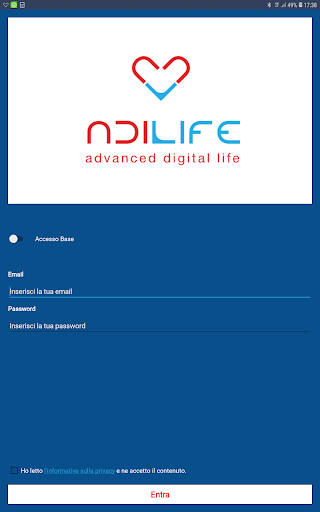 49% 17:38
NDILIFE
advanced digital life
Accesso Base
Email
Inserisci la tua email
Password
Inserisci la tua password
Ho letto l'informativa sulla privacy e ne accetto il contenuto.
Entra